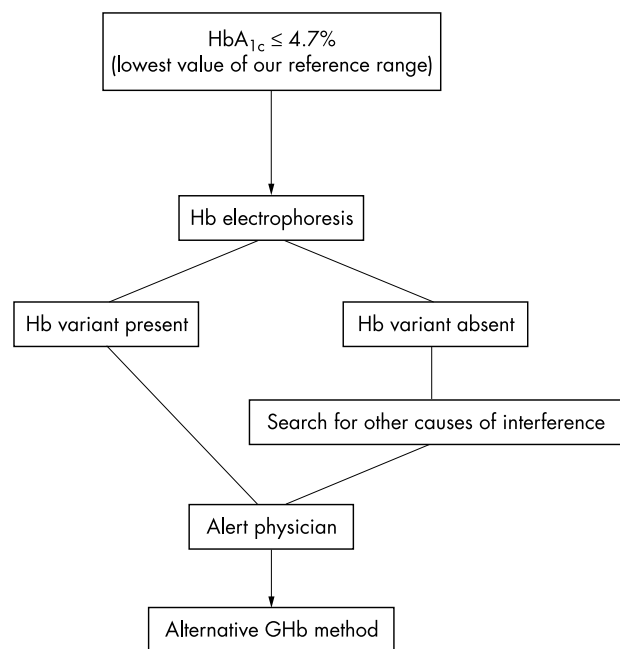 HbA1c ≤ 4.7%
(lowest value of our reference range)
Hb electrophoresis
Hb variant present
Hb variant absent
Search for other causes of interference
Alert physician
Alternative GHb method